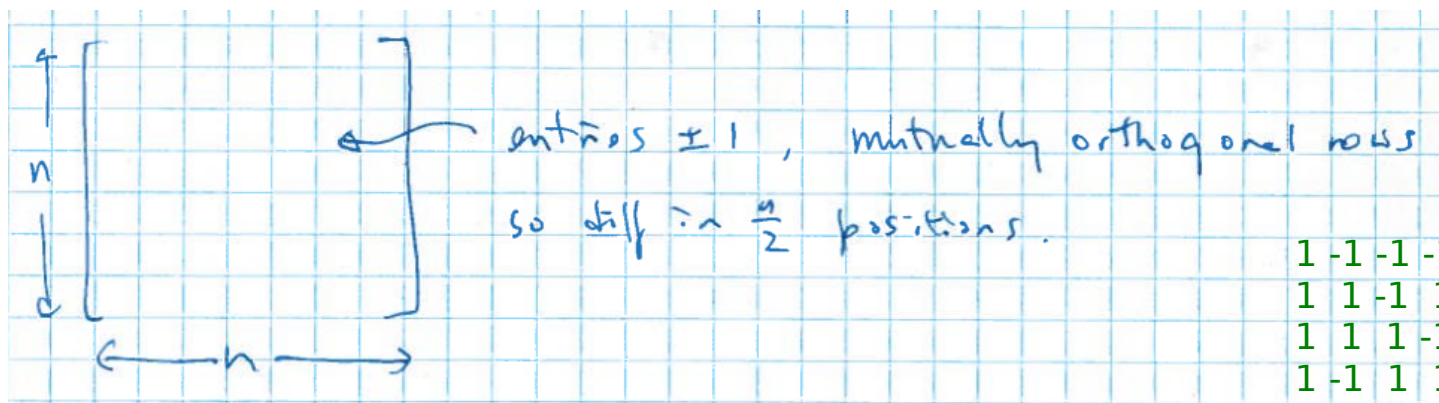 entries ±1, mutually orthogonal rows
n
so diff in n/2 positions.
1 -1 -1 -
1 1 -1 1
1 1 1 -1
1 -1 1 1
n